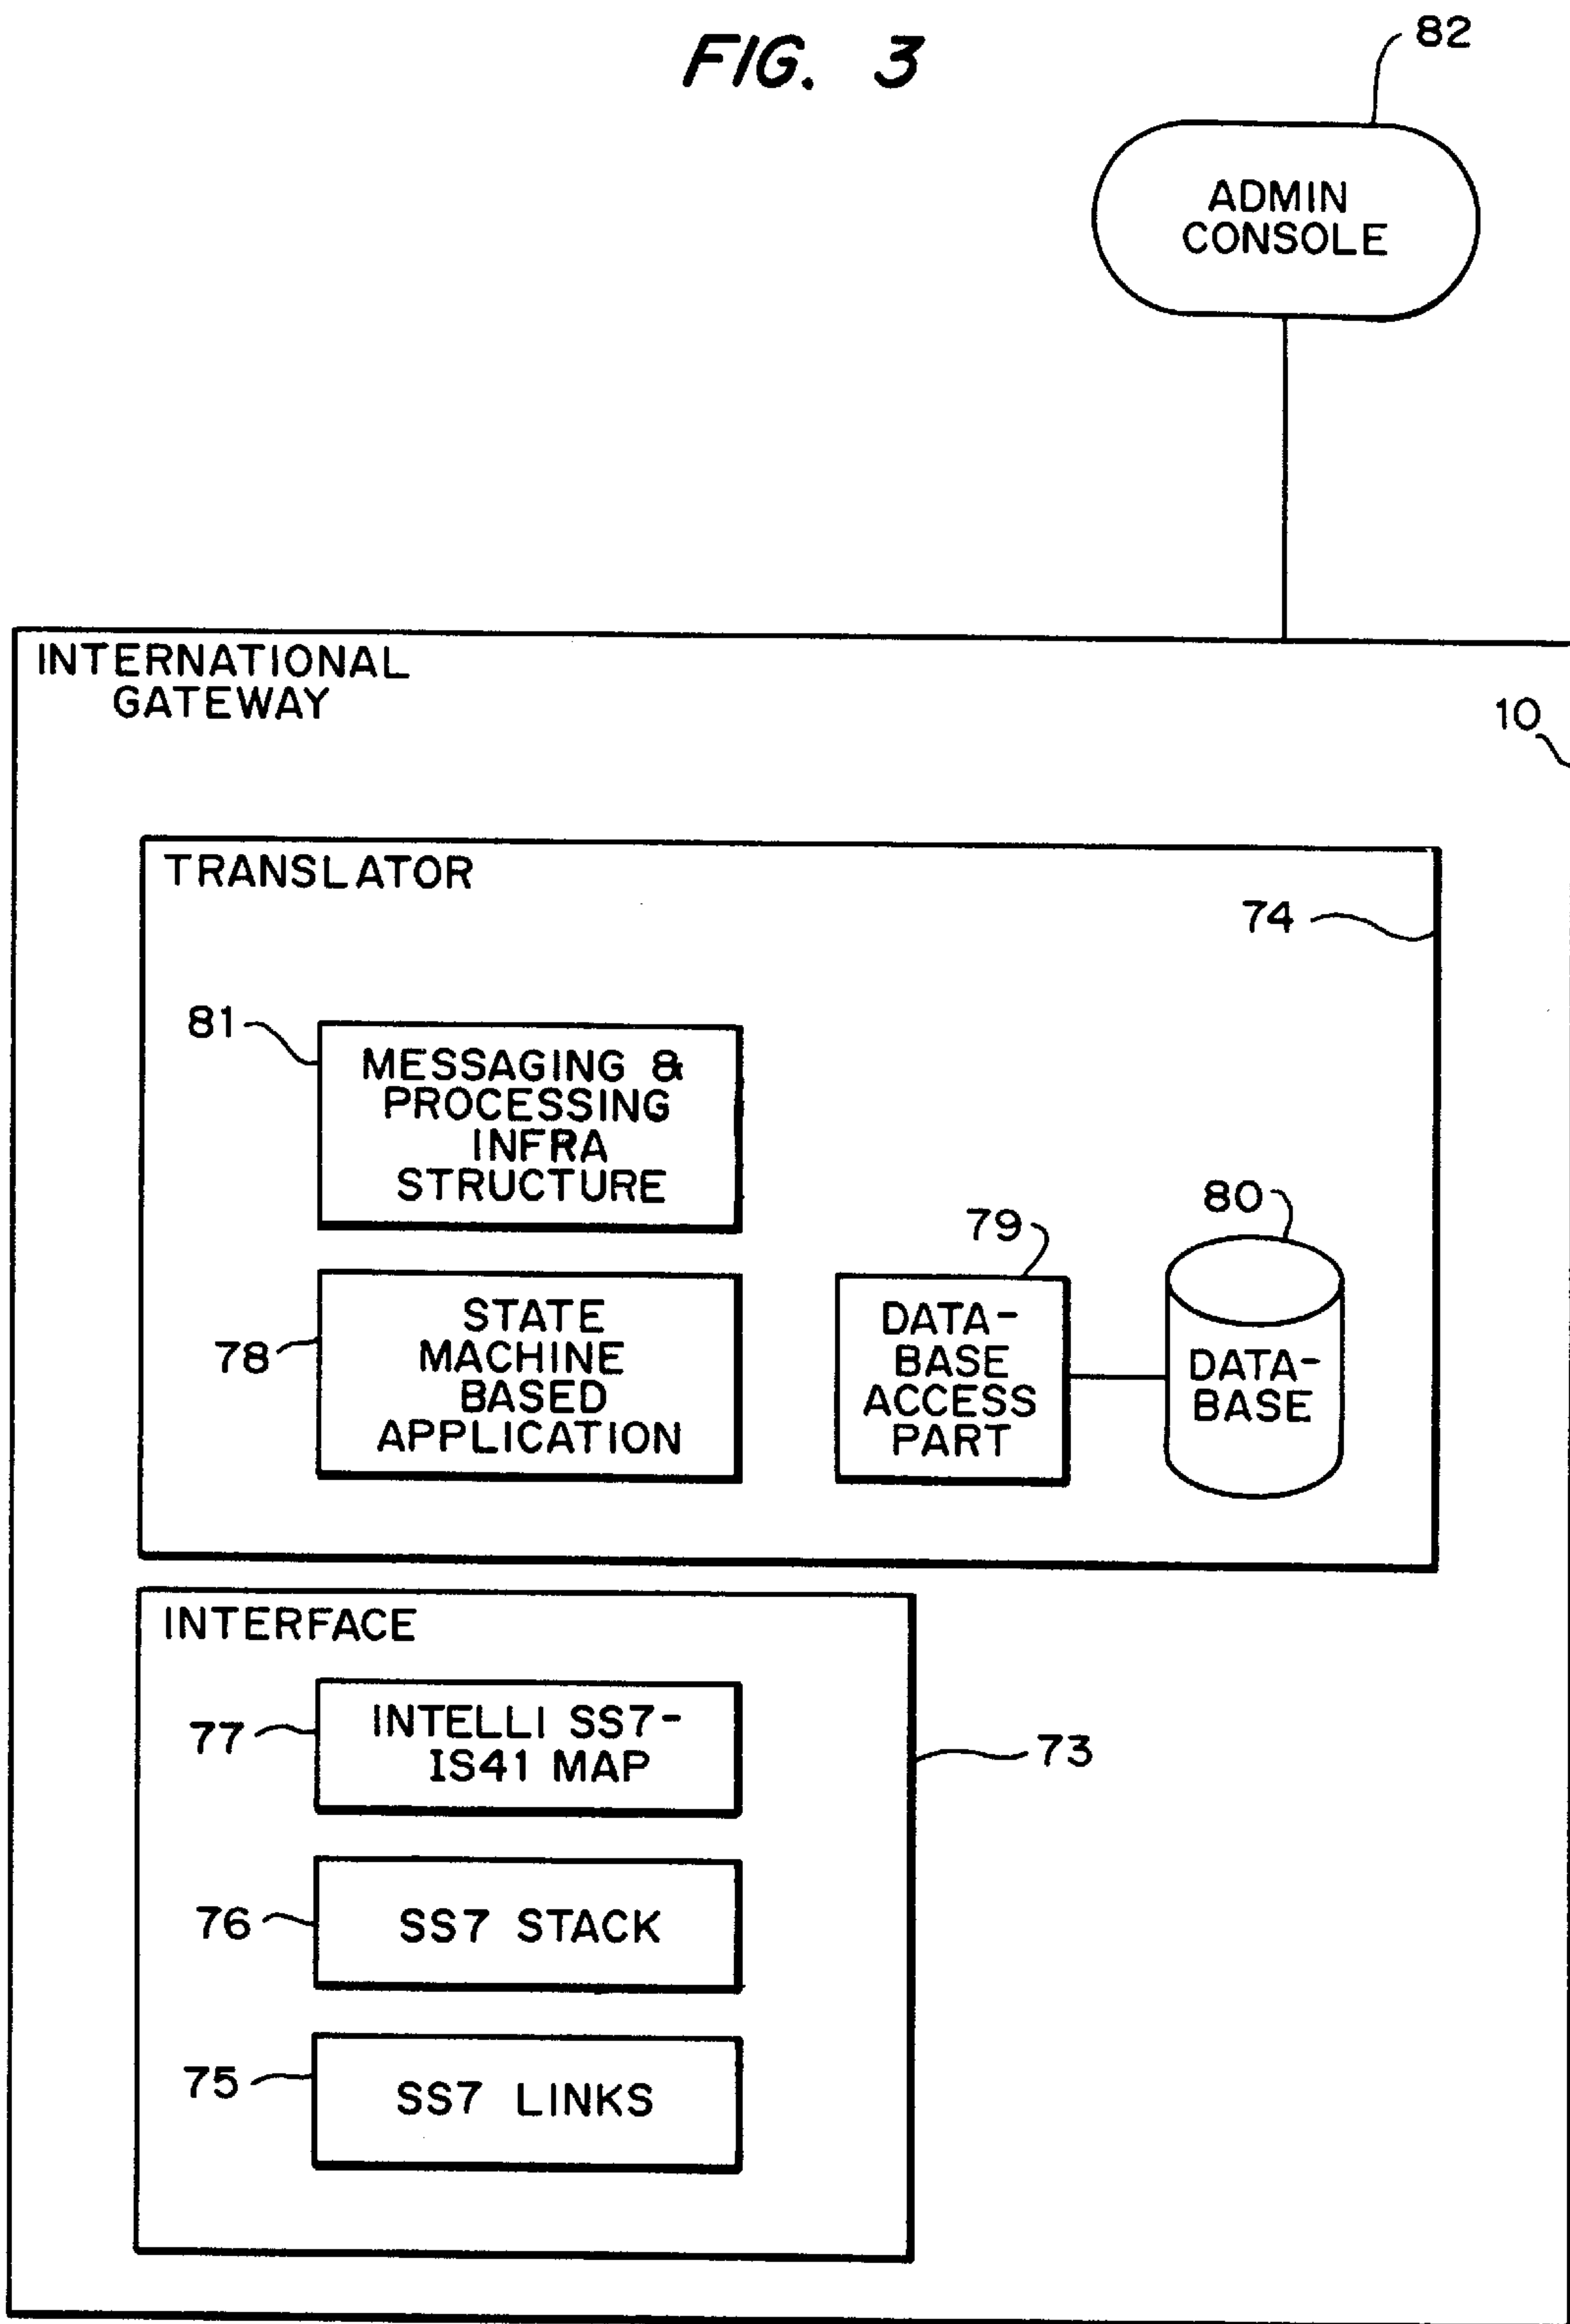 FIG. 3
82
ADMIN
CONSOLE
INTERNATIONAL
GATEWAY
10
TRANSLATOR
74
81
MESSAGING &
PROCESSING
INFRA
STRUCTURE
80
79
78
STATE
MACHINE
BASED
APPLICATION
DATA-
BASE
ACCESS
PART
DATA-
BASE
INTERFACE
77
INTELLI SS7-
IS41 MAP
73
76
SS7 STACK
75
SS7 LINKS